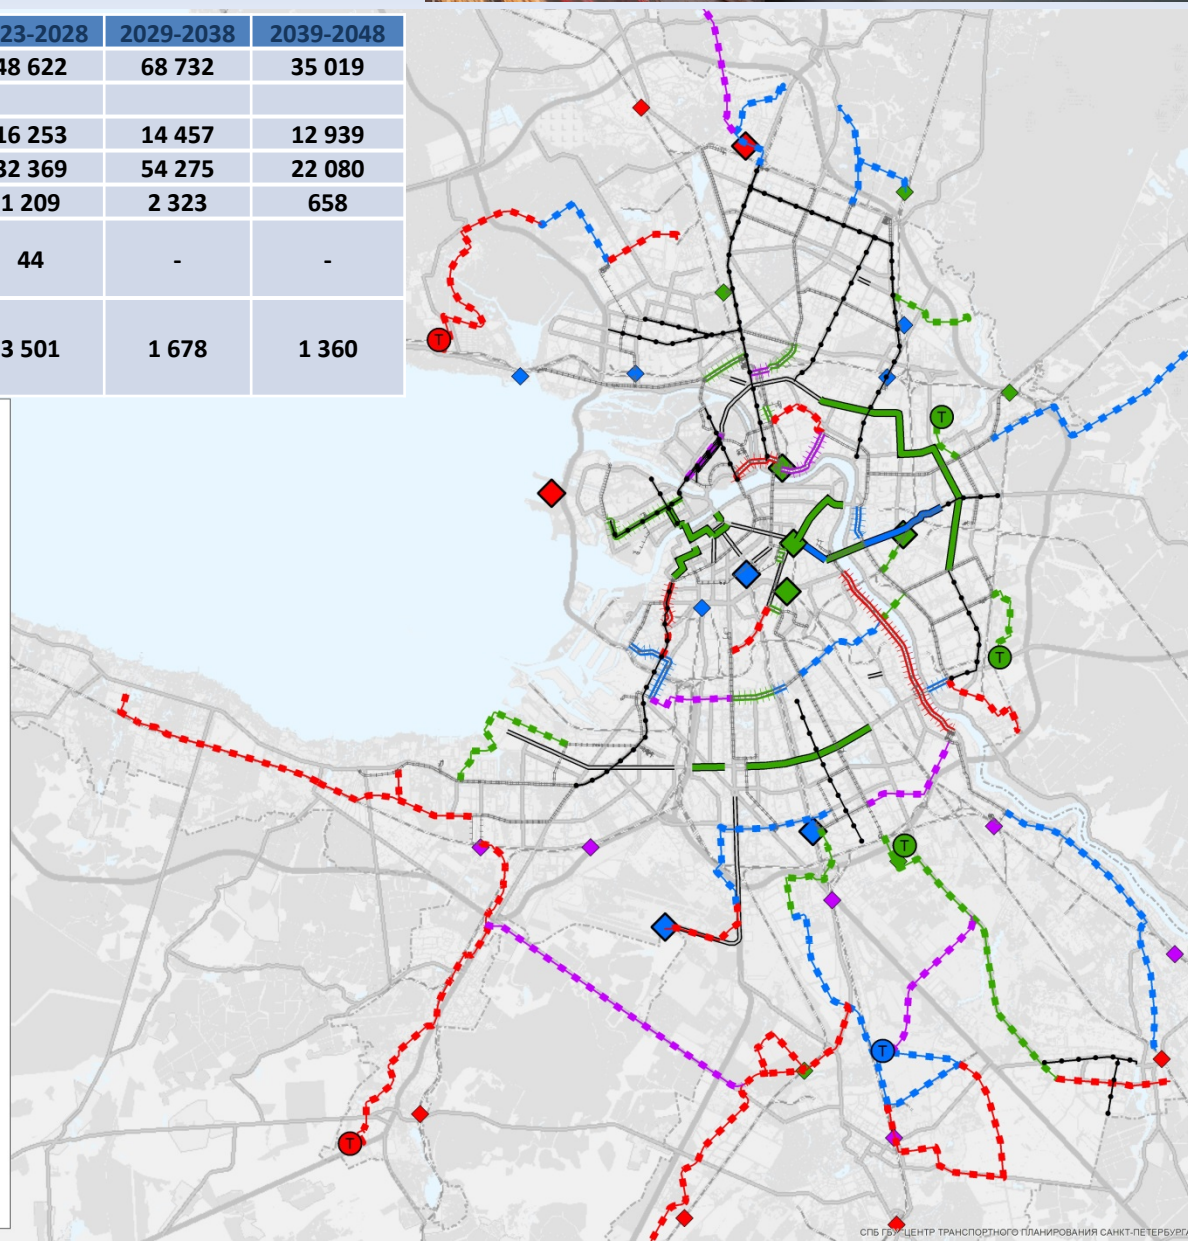 23-2028 2029-2038 2039-2048
48 622 68 732 35 019
16 253 14 457 12 939
32 369 54 275 22 080
1 209 2 323 658
44 - -
3 501 1 678 1 360
T
T
T
T
T
T
СПБ ГБУ "ЦЕНТР ТРАНСПОРТНОГО ПЛАНИРОВАНИЯ САНКТ-ПЕТЕРБУРГА